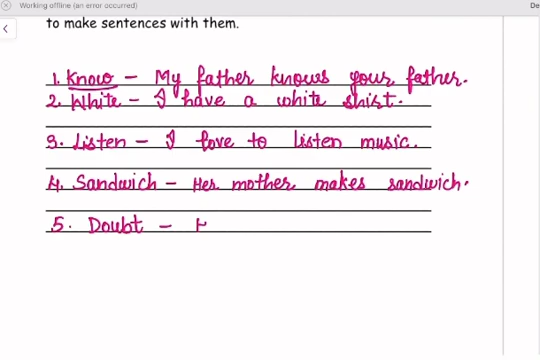 Working offline (an error occurred)
De
to make sentences with them.
1. Know - My father knows your father.
2. White - I have a white shirt.
3. Listen - I love to listen music.
4. Sandwich - Her mother makes sandwich.
5. Doubt - H